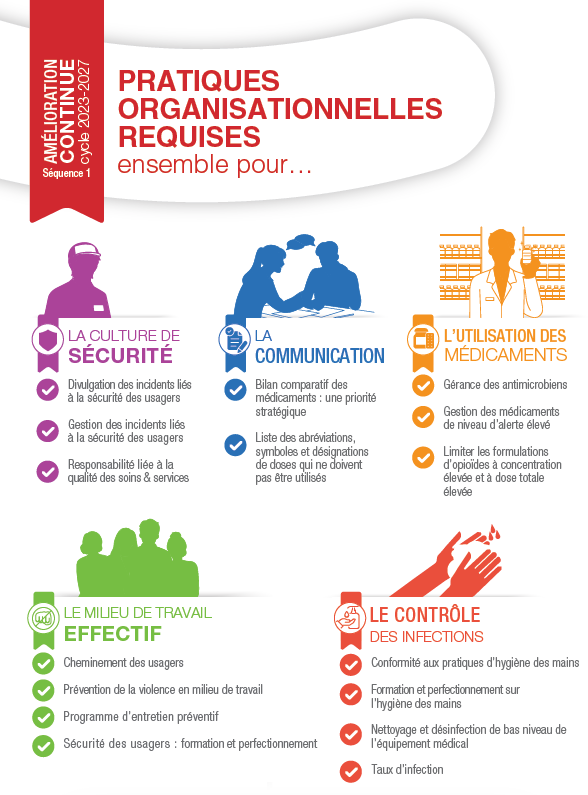 AMÉLIORATION
CONTINUE
cycle 2023-2027
Séquence 1
PRATIQUES
ORGANISATIONNELLES
REQUISES
ensemble pour…
LA CULTURE DE
SÉCURITÉ
Divulgation des incidents liés
à la sécurité des usagers
Gestion des incidents liés
à la sécurité des usagers
Responsabilité liée à la
qualité des soins & services
LA
COMMUNICATION
Bilan comparatif des
médicaments : une priorité
stratégique
Liste des abréviations,
symboles et désignations
de doses qui ne doivent
pas être utilisés
L'UTILISATION DES
MÉDICAMENTS
Gérance des antimicrobiens
Gestion des médicaments
de niveau d'alerte élevé
Limiter les formulations
d'opioïdes à concentration
élevée et à dose totale
élevée
LE MILIEU DE TRAVAIL
EFFECTIF
Cheminement des usagers
Prévention de la violence en milieu de travail
Programme d'entretien préventif
Sécurité des usagers : formation et perfectionnement
LE CONTRÔLE
DES INFECTIONS
Conformité aux pratiques d'hygiène des mains
Formation et perfectionnement sur
l'hygiène des mains
Nettoyage et désinfection de bas niveau de
l'équipement médical
Taux d'infection